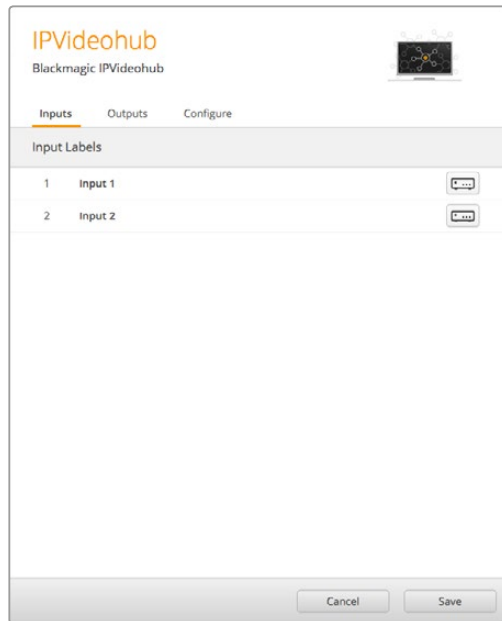 IPVideohub
Blackmagic IPVideohub
Inputs Outputs Configure
Input Labels
1 Input 1
2 Input 2
Cancel Save